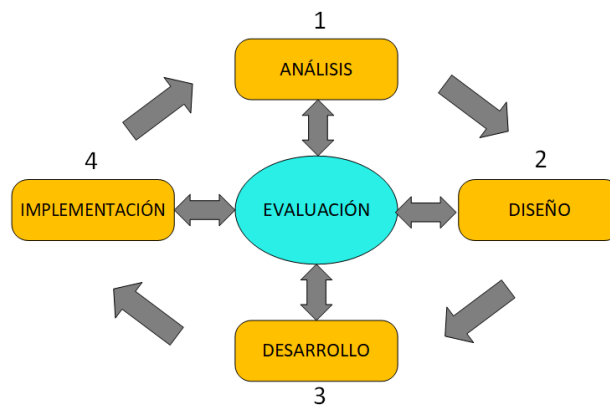 1
ANÁLISIS
2
DISEÑO
4
IMPLEMENTACIÓN
EVALUACIÓN
DESARROLLO
3